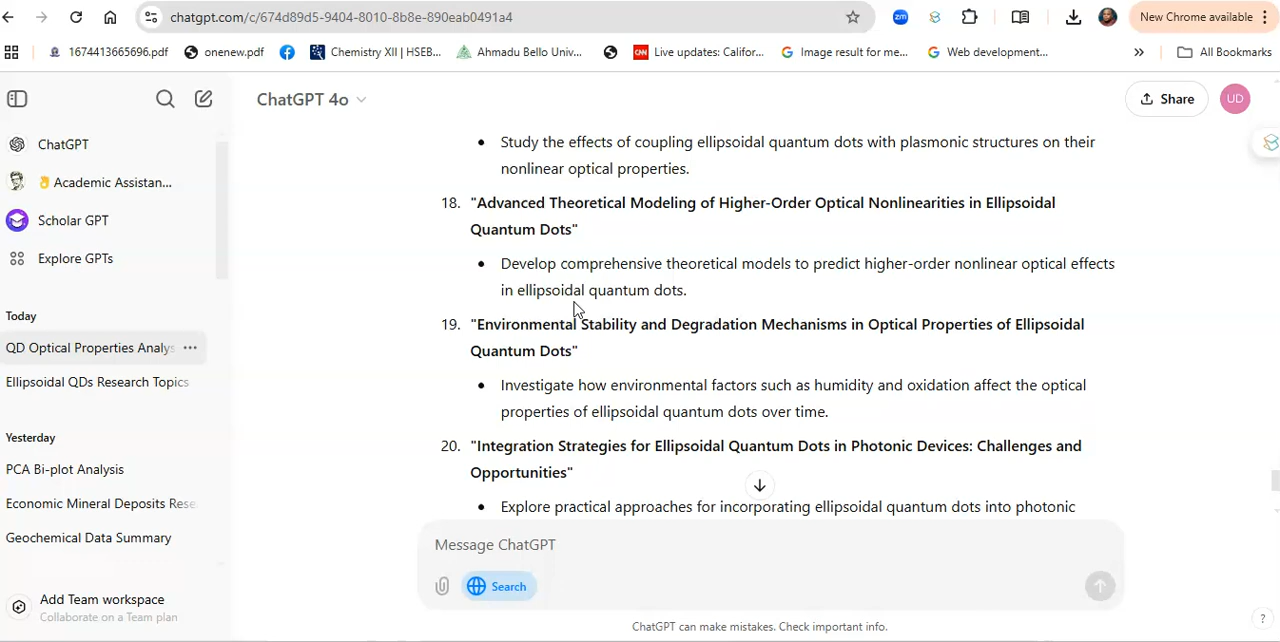 chatgpt.com/c/674d89d5-9404-8010-8b8e-890eab0491a4
zm
New Chrome available
1674413665696.pdf
onenew.pdf
Chemistry XII | HSEB...
Ahmadu Bello Univ...
CNN
Live updates: Califor...
Image result for me...
Web development...
»
All Bookmarks
ChatGPT 4o
Share
UD
ChatGPT
Academic Assistan...
Scholar GPT
Explore GPTs
Today
QD Optical Properties Analys
Ellipsoidal QDs Research Topics
Yesterday
PCA Bi-plot Analysis
Economic Mineral Deposits Rese
Geochemical Data Summary
Add Team workspace
Collaborate on a Team plan
• Study the effects of coupling ellipsoidal quantum dots with plasmonic structures on their
nonlinear optical properties.
18. "Advanced Theoretical Modeling of Higher-Order Optical Nonlinearities in Ellipsoidal
Quantum Dots"
• Develop comprehensive theoretical models to predict higher-order nonlinear optical effects
in ellipsoidal quantum dots.
19. "Environmental Stability and Degradation Mechanisms in Optical Properties of Ellipsoidal
Quantum Dots"
• Investigate how environmental factors such as humidity and oxidation affect the optical
properties of ellipsoidal quantum dots over time.
20. "Integration Strategies for Ellipsoidal Quantum Dots in Photonic Devices: Challenges and
Opportunities"
• Explore practical approaches for incorporating ellipsoidal quantum dots into photonic
Message ChatGPT
Search
ChatGPT can make mistakes. Check important info.
?